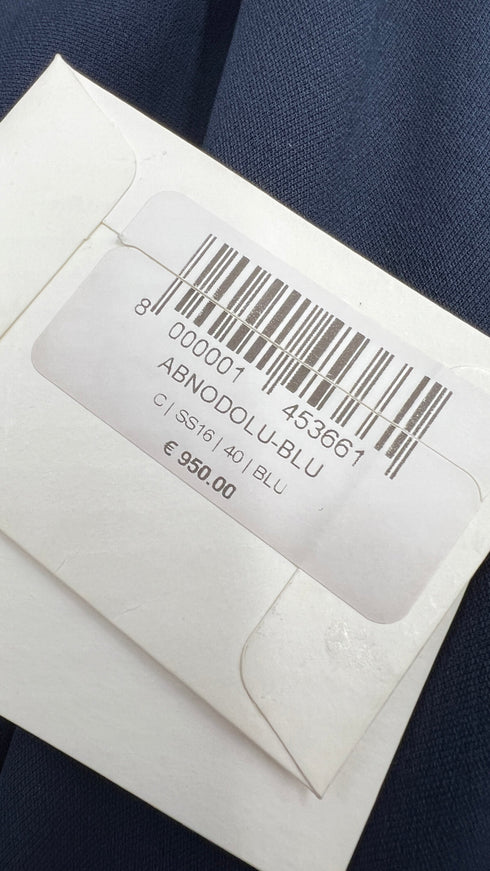 8 000001 453661
ABNODOLU-BLU
C | SS16 | 40 | BLU
€ 950.00